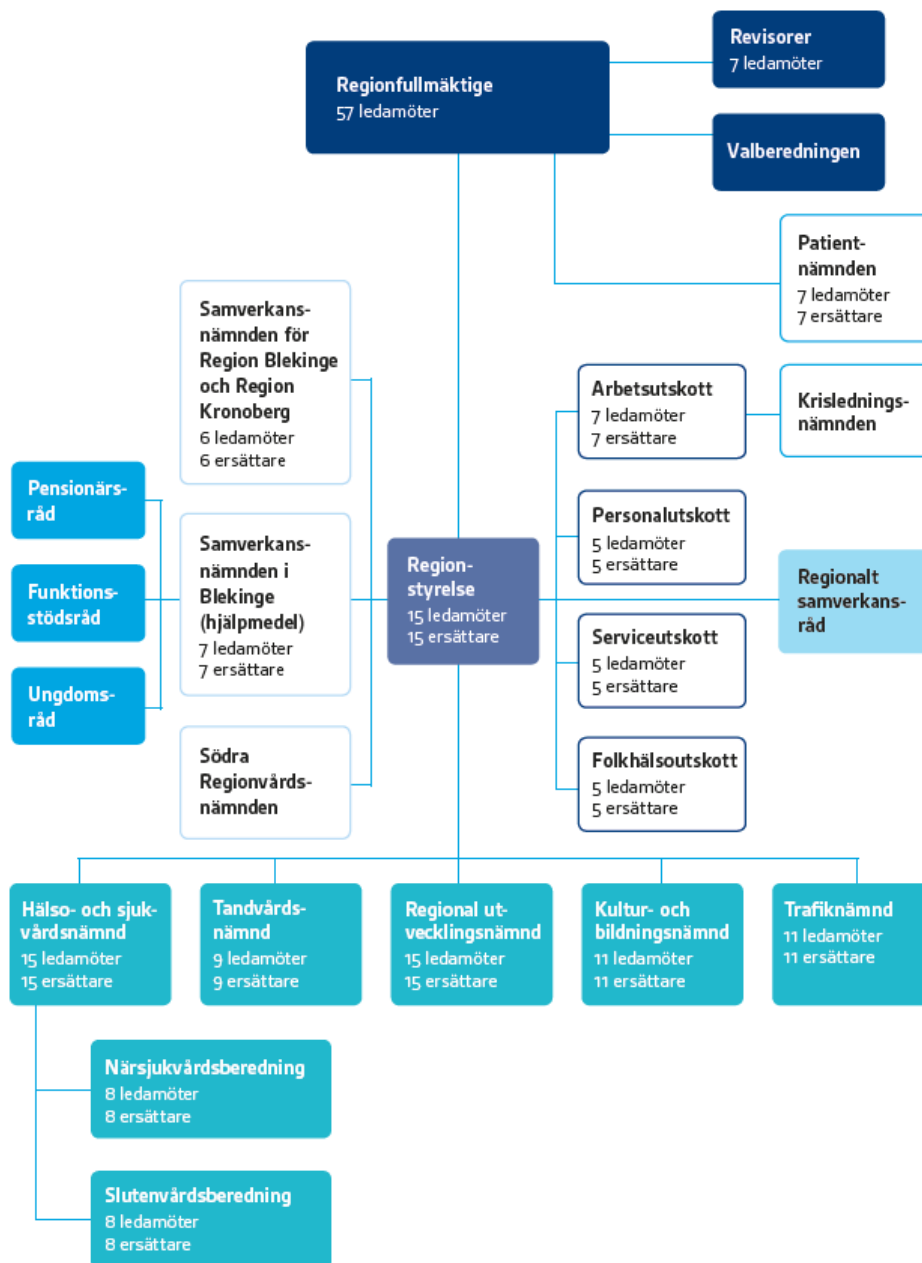 Regionfullmäktige
57 ledamöter
Revisorer
7 ledamöter
Valberedningen
Patient-
nämnden
7 ledamöter
7 ersättare
Samverkans-
nämnden för
Region Blekinge
och Region
Kronoberg
6 ledamöter
6 ersättare
Arbetsutskott
7 ledamöter
7 ersättare
Krislednings-
nämnden
Pensionärs-
råd
Funktions-
stödsråd
Ungdoms-
råd
Samverkans-
nämnden i
Blekinge
(hjälpmedel)
7 ledamöter
7 ersättare
Region-
styrelse
15 ledamöter
15 ersättare
Personalutskott
5 ledamöter
5 ersättare
Regionalt
samverkans-
råd
Serviceutskott
5 ledamöter
5 ersättare
Södra
Regionvårds-
nämnden
Folkhälsoutskott
5 ledamöter
5 ersättare
Hälso- och sjuk-
vårdsnämnd
15 ledamöter
15 ersättare
Tandvårds-
nämnd
9 ledamöter
9 ersättare
Regional ut-
vecklingsnämnd
15 ledamöter
15 ersättare
Kultur- och
bildningsnämnd
11 ledamöter
11 ersättare
Trafiknämnd
11 ledamöter
11 ersättare
Närsjukvårdsberedning
8 ledamöter
8 ersättare
Slutenvårdsberedning
8 ledamöter
8 ersättare